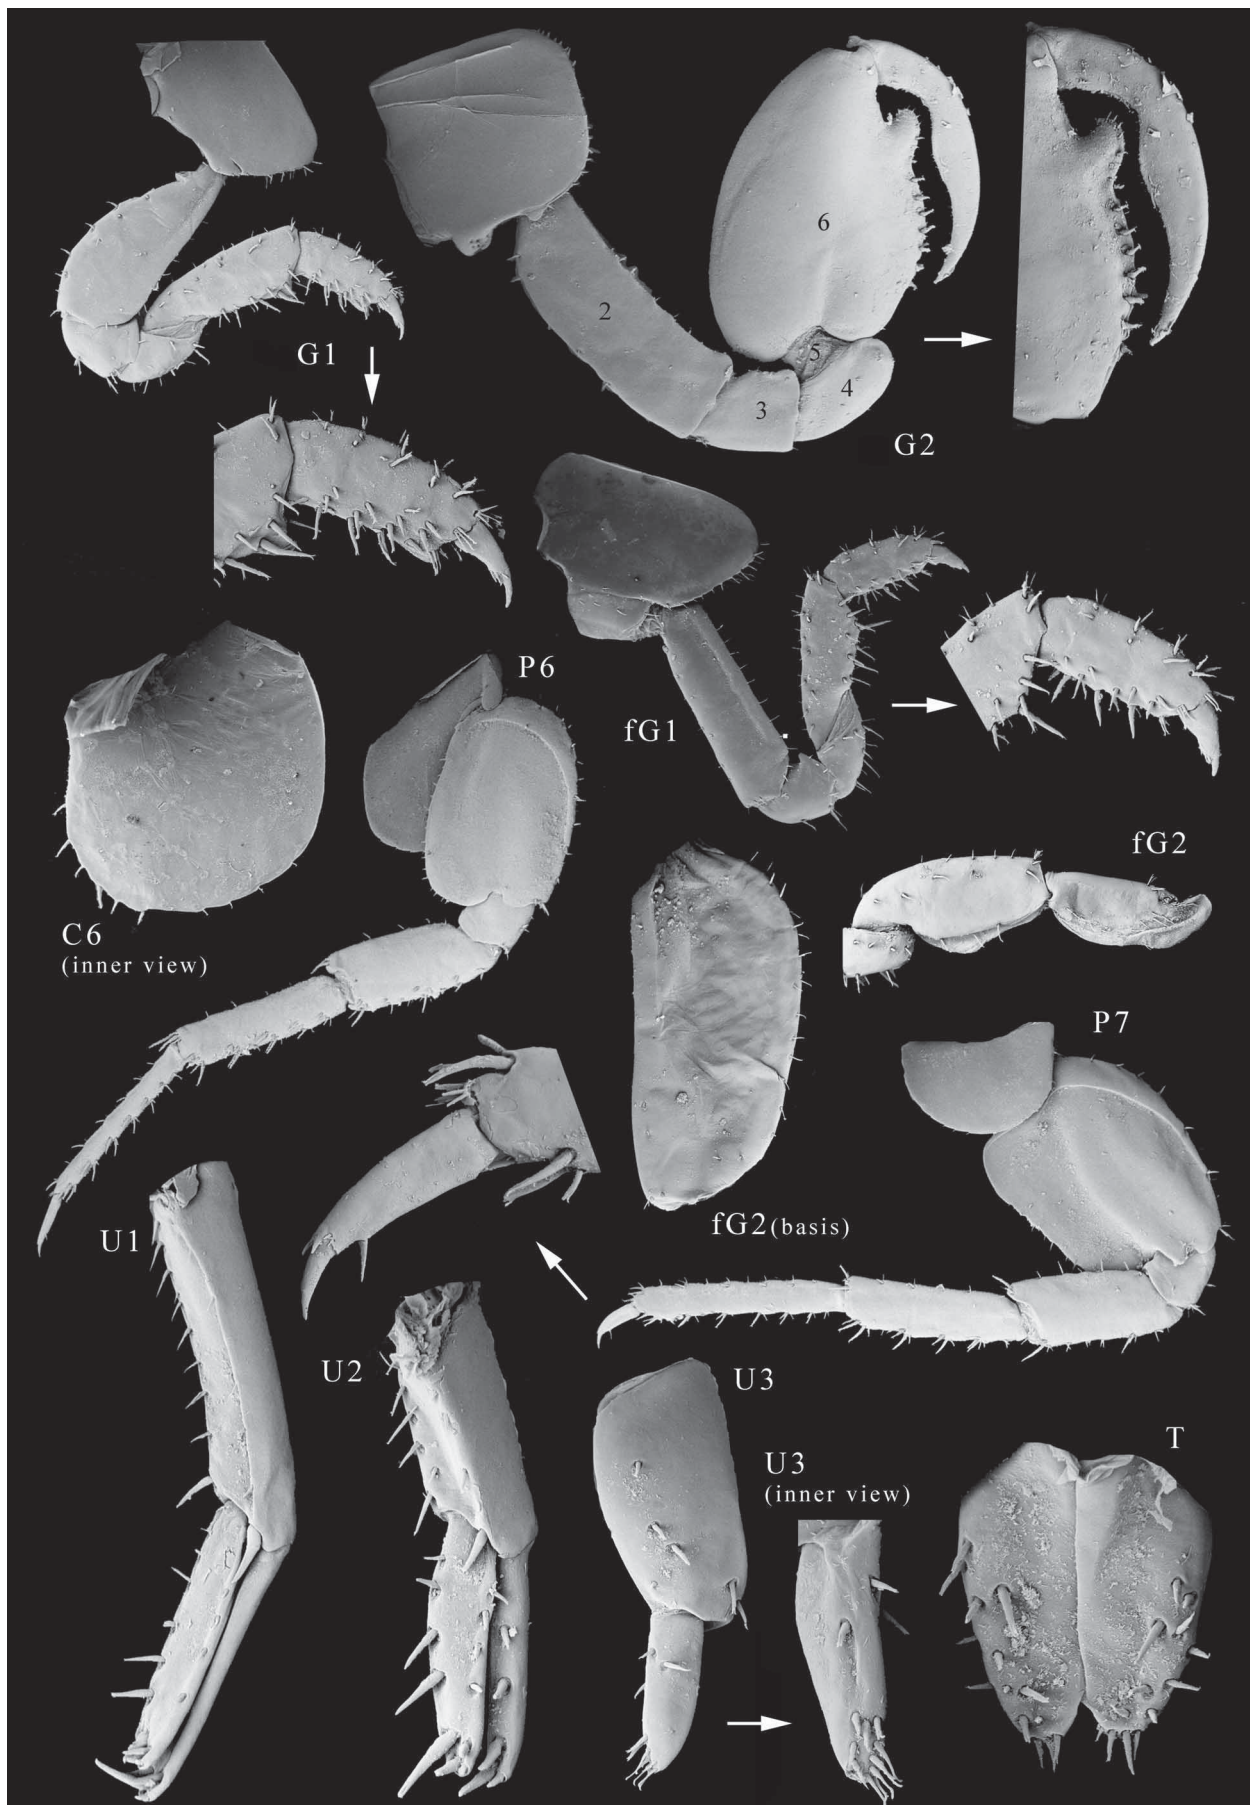 G1
2
3
4
5
6
G2
P6
fG1
fG2
C6
(inner view)
P7
fG2(basis)
U1
U2
U3
U3
(inner view)
T